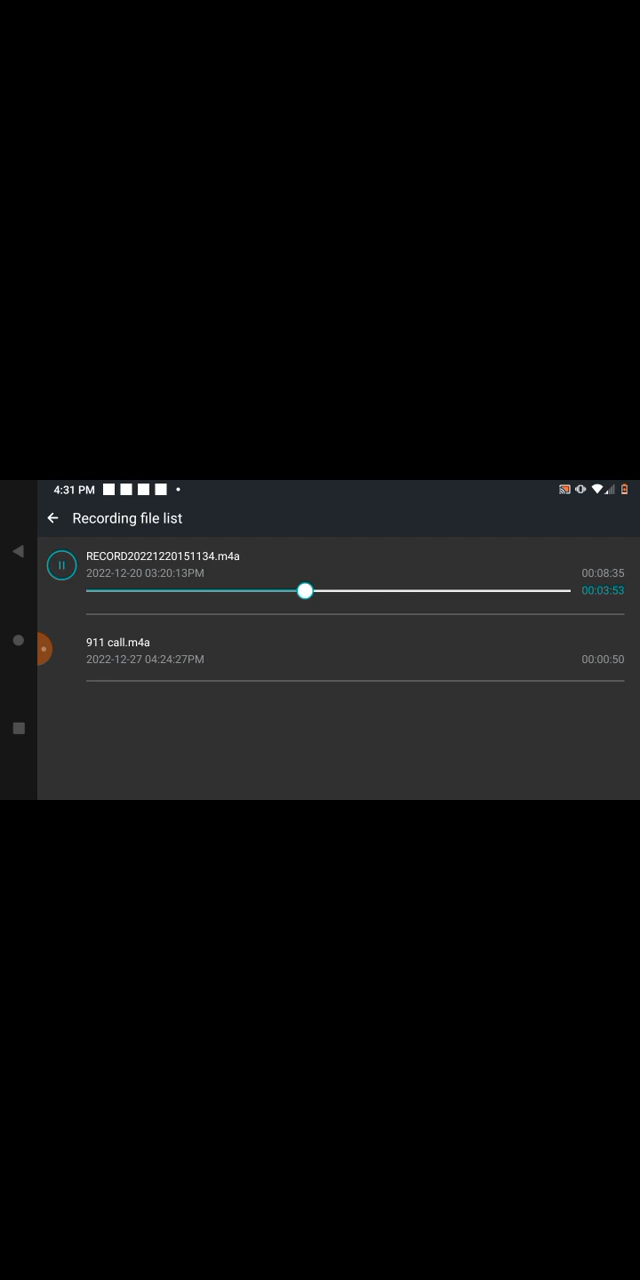 4:31 PM
Recording file list
RECORD20221220151134.m4a
2022-12-20 03:20:13PM 00:08:35
00:03:53
911 call.m4a
2022-12-27 04:24:27PM 00:00:50